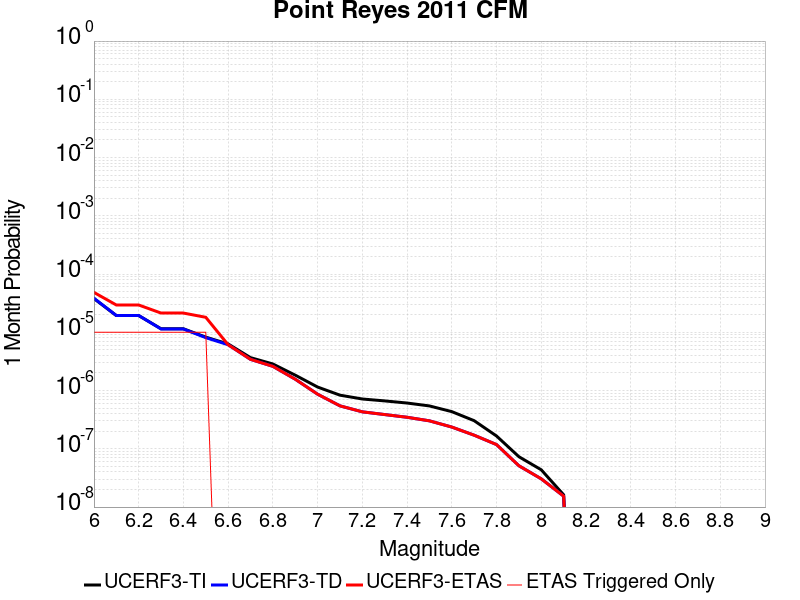 Point Reyes 2011 CFM
10^0
10^-1
10^-2
10^-3
10^-4
10^-5
10^-6
10^-7
10^-8
1 Month Probability
6 6.2 6.4 6.6 6.8 7 7.2 7.4 7.6 7.8 8 8.2 8.4 8.6 8.8 9
Magnitude
UCERF3-TI UCERF3-TD UCERF3-ETAS ETAS Triggered Only